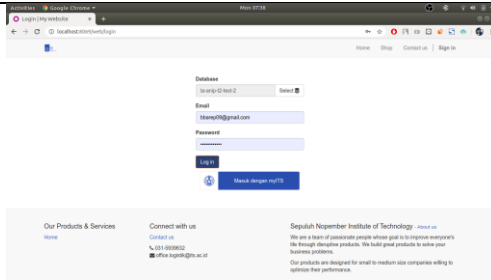 Activities Google Chrome Mon 07:38
Login | My Website
localhost:8069/web/login
Home Shop Contact us Sign in
Database
Select
Email
Password
Log in
Masuk dengan myITS
Our Products & Services
Home
Connect with us
Contact us
031-5939632
office.logistik@its.ac.id
Sepuluh Nopember Institute of Technology - About us
We are a team of passionate people whose goal is to improve everyone's
life through disruptive products. We build great products to solve your
business problems.
Our products are designed for small to medium size companies willing to
optimize their performance.